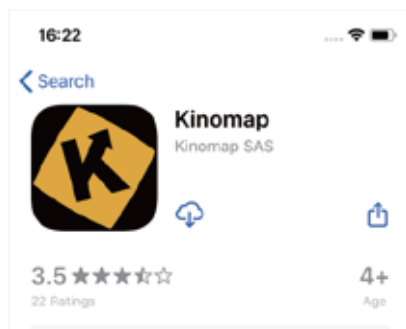 16:22
Search
Kinomap
Kinomap SAS
K
3.5
4+
22 Ratings
Age